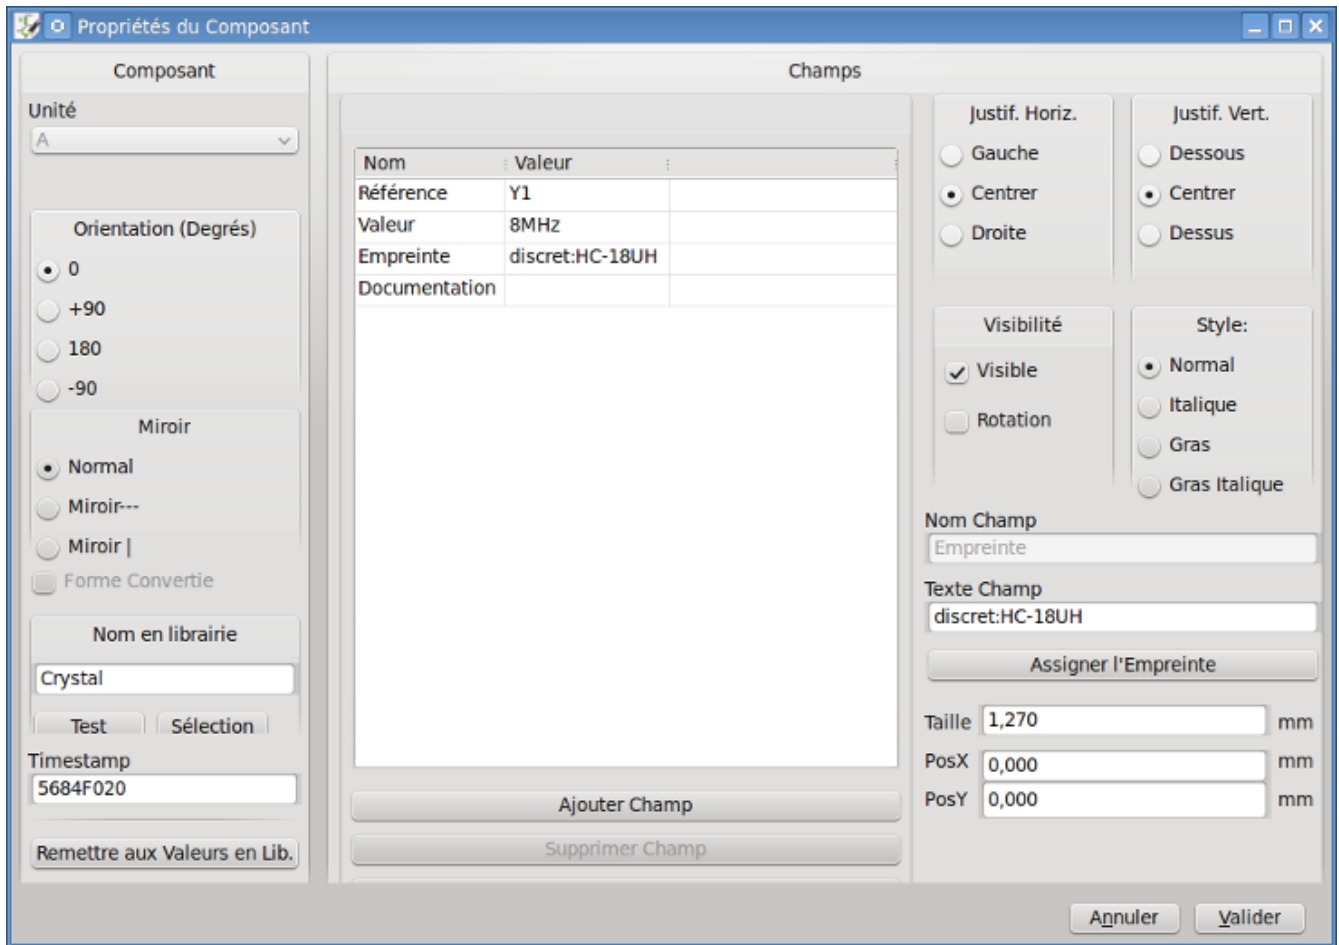 Propriétés du Composant
Composant
Unité
A
Orientation (Degrés)
0
+90
180
-90
Miroir
Normal
Miroir---
Miroir |
Forme Convertie
Nom en librairie
Crystal
Test Sélection
Timestamp
5684F020
Remettre aux Valeurs en Lib.
Champs
Nom Valeur
Référence Y1
Valeur 8MHz
Empreinte discret:HC-18UH
Documentation
Ajouter Champ
Supprimer Champ
Justif. Horiz.
Gauche
Centrer
Droite
Justif. Vert.
Dessous
Centrer
Dessus
Visibilité
Visible
Rotation
Style:
Normal
Italique
Gras
Gras Italique
Nom Champ
Empreinte
Texte Champ
discret:HC-18UH
Assigner l'Empreinte
Taille 1,270 mm
PosX 0,000 mm
PosY 0,000 mm
Annuler Valider